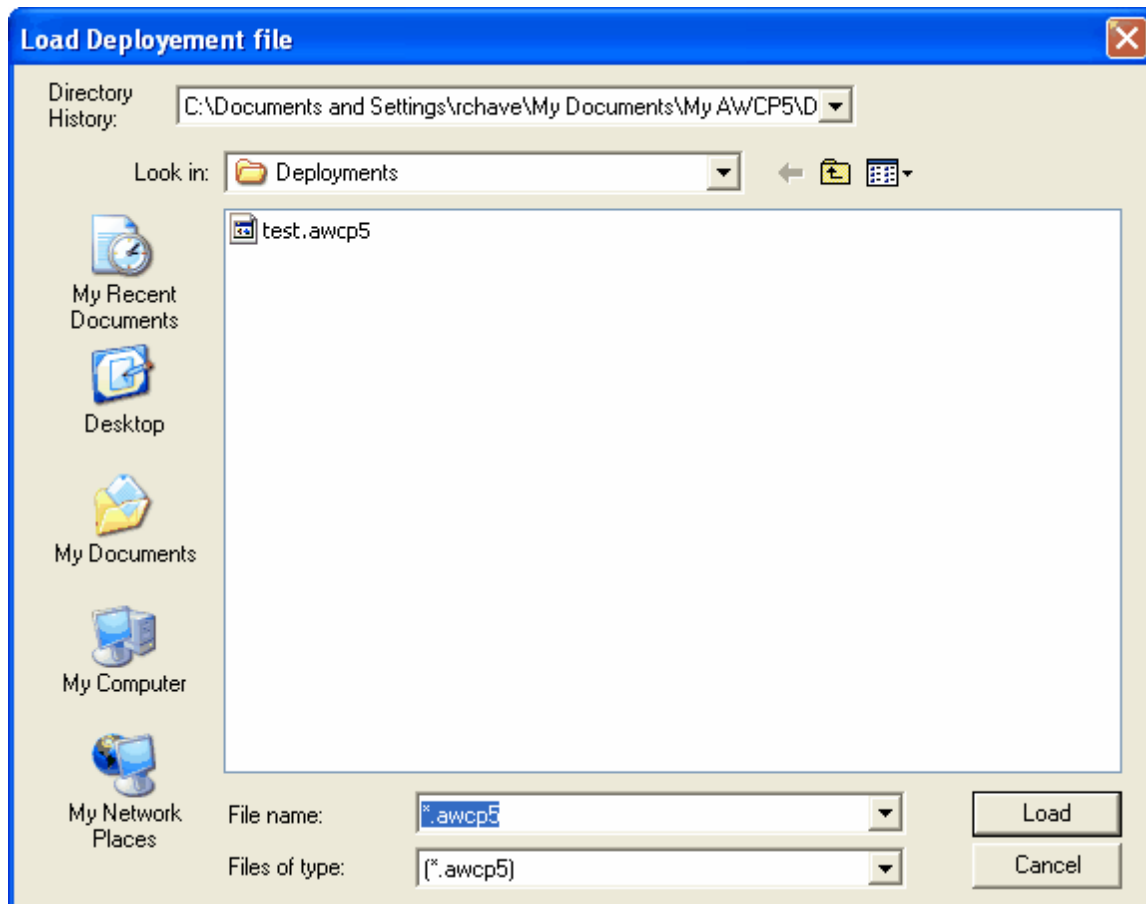 Load Deployement file
Directory
History:
C:\Documents and Settings\rchave\My Documents\My AWCP5\D
Look in:
Deployments
test.awcp5
My Recent
Documents
Desktop
My Documents
My Computer
My Network
Places
File name:
*.awcp5
Load
Files of type:
(*.awcp5)
Cancel